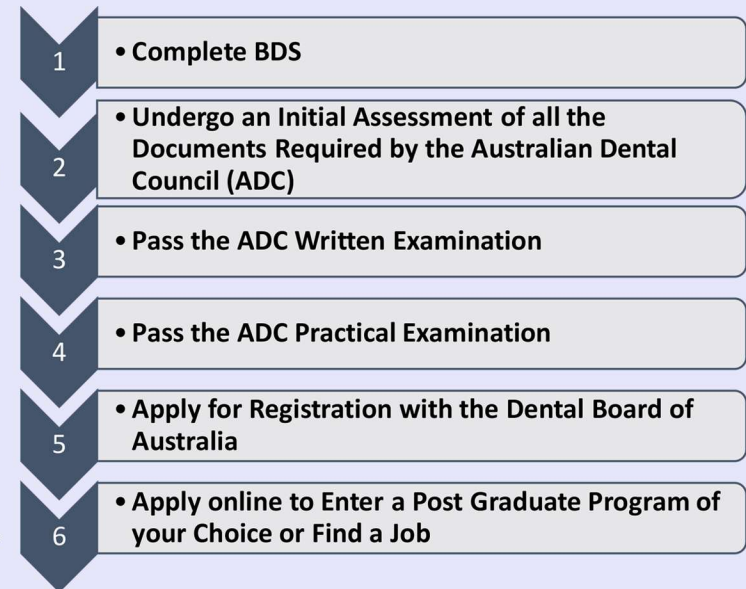 1
• Complete BDS
2
• Undergo an Initial Assessment of all the
Documents Required by the Australian Dental
Council (ADC)
3
• Pass the ADC Written Examination
4
• Pass the ADC Practical Examination
5
• Apply for Registration with the Dental Board of
Australia
6
• Apply online to Enter a Post Graduate Program of
your Choice or Find a Job